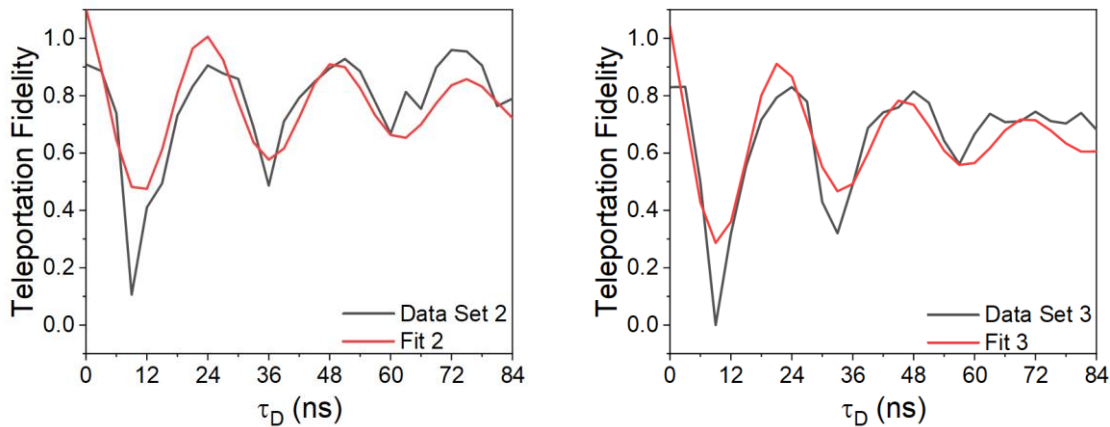 Teleportation Fidelity
1.0
0.8
0.6
0.4
0.2
0.0
Data Set 2
Fit 2
0 12 24 36 48 60 72 84
τD (ns)
Teleportation Fidelity
1.0
0.8
0.6
0.4
0.2
0.0
Data Set 3
Fit 3
0 12 24 36 48 60 72 84
τD (ns)